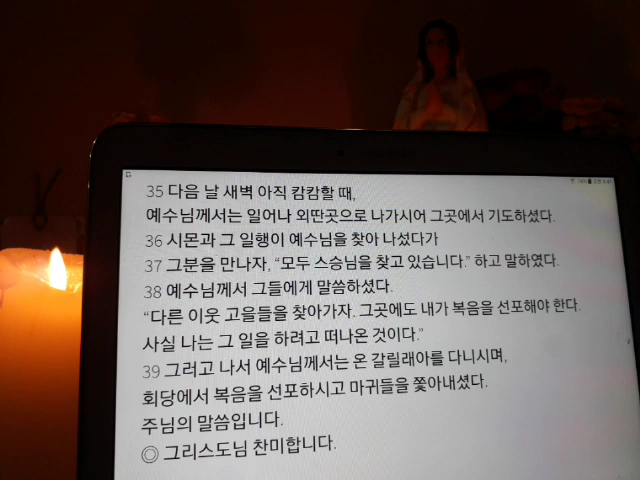 35 다음 날 새벽 아직 캄캄할 때,
예수님께서는 일어나 외딴곳으로 나가시어 그곳에서 기도하셨다.
36 시몬과 그 일행이 예수님을 찾아 나섰다가
37 그분을 만나자, “모두 스승님을 찾고 있습니다.” 하고 말하였다.
38 예수님께서 그들에게 말씀하셨다.
“다른 이웃 고을들을 찾아가자. 그곳에도 내가 복음을 선포해야 한다.
사실 나는 그 일을 하려고 떠나온 것이다.”
39 그러고 나서 예수님께서는 온 갈릴래아를 다니시며,
회당에서 복음을 선포하시고 마귀들을 쫓아내셨다.
주님의 말씀입니다.
◎ 그리스도님 찬미합니다.